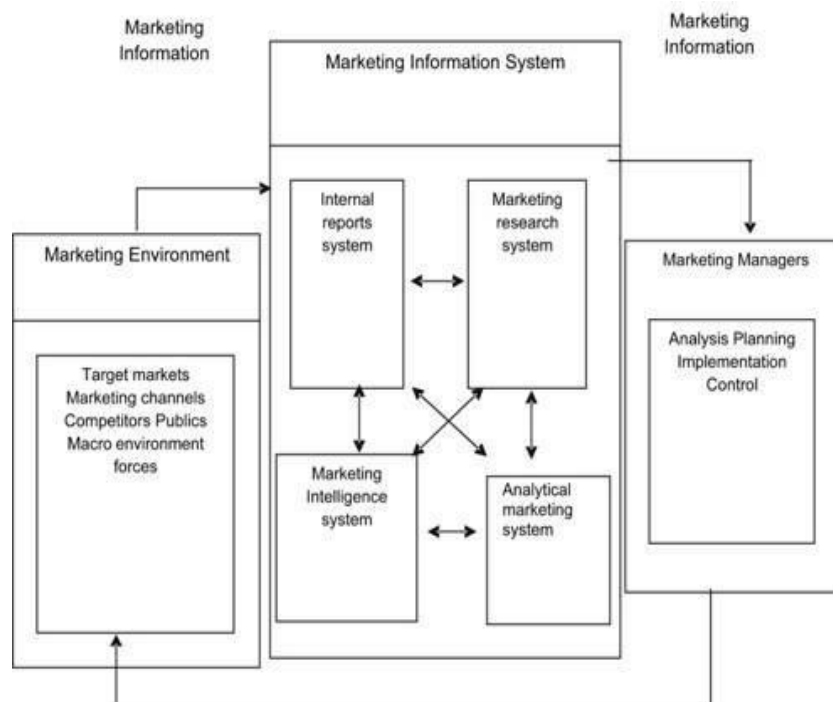 Marketing
Information
Marketing
Information
Marketing Information System
Internal
reports
system
Marketing
research
system
Marketing Environment
Marketing Managers
Target markets
Marketing channels
Competitors Publics
Macro environment
forces
Analysis Planning
Implementation
Control
Marketing
Intelligence
system
Analytical
marketing
system